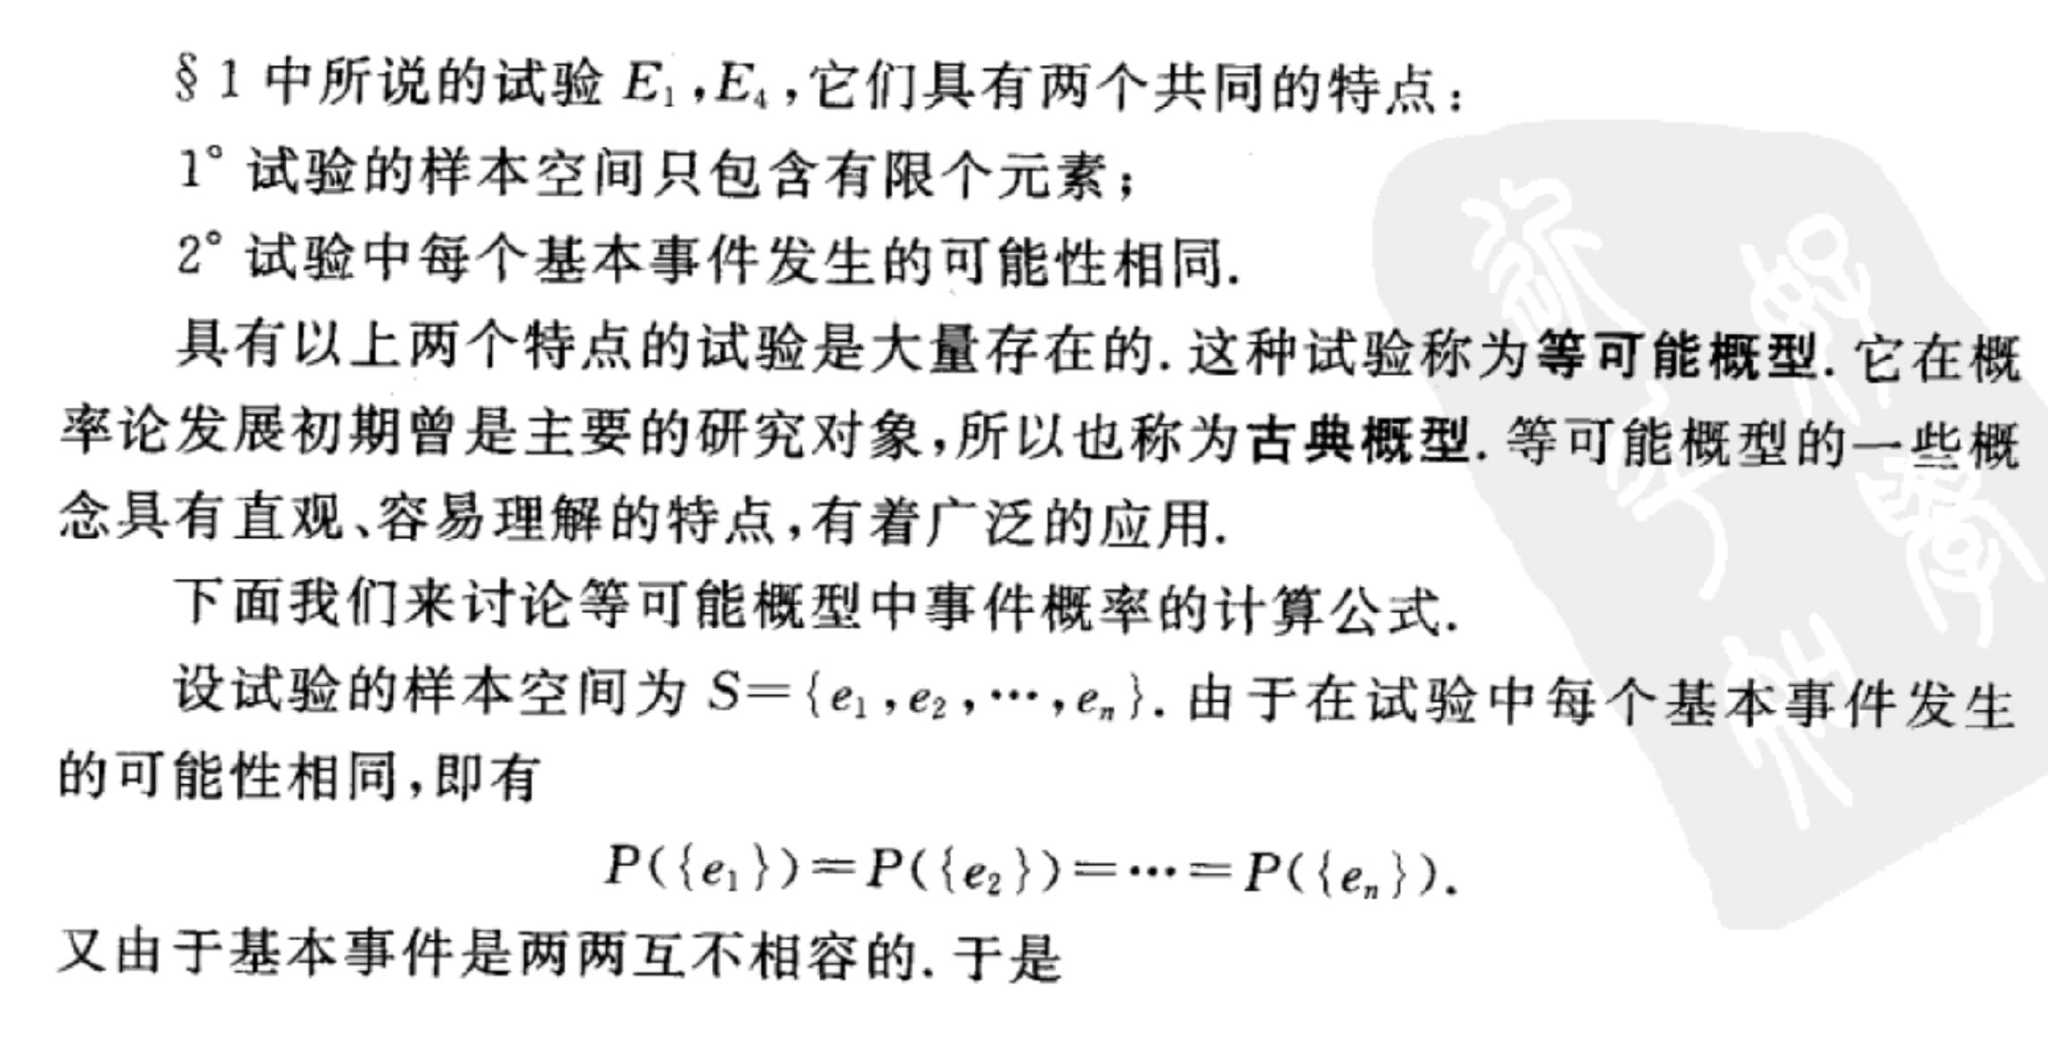 §1 中所说的试验 E₁,E₄,它们具有两个共同的特点:
1° 试验的样本空间只包含有限个元素;
2° 试验中每个基本事件发生的可能性相同.
具有以上两个特点的试验是大量存在的. 这种试验称为等可能概型. 它在概
率论发展初期曾是主要的研究对象,所以也称为古典概型. 等可能概型的一些概
念具有直观、容易理解的特点,有着广泛的应用.
下面我们来讨论等可能概型中事件概率的计算公式.
设试验的样本空间为 S={e₁,e₂,⋯,eₙ}. 由于在试验中每个基本事件发生
的可能性相同,即有
P({e₁})=P({e₂})=⋯=P({eₙ}).
又由于基本事件是两两互不相容的. 于是